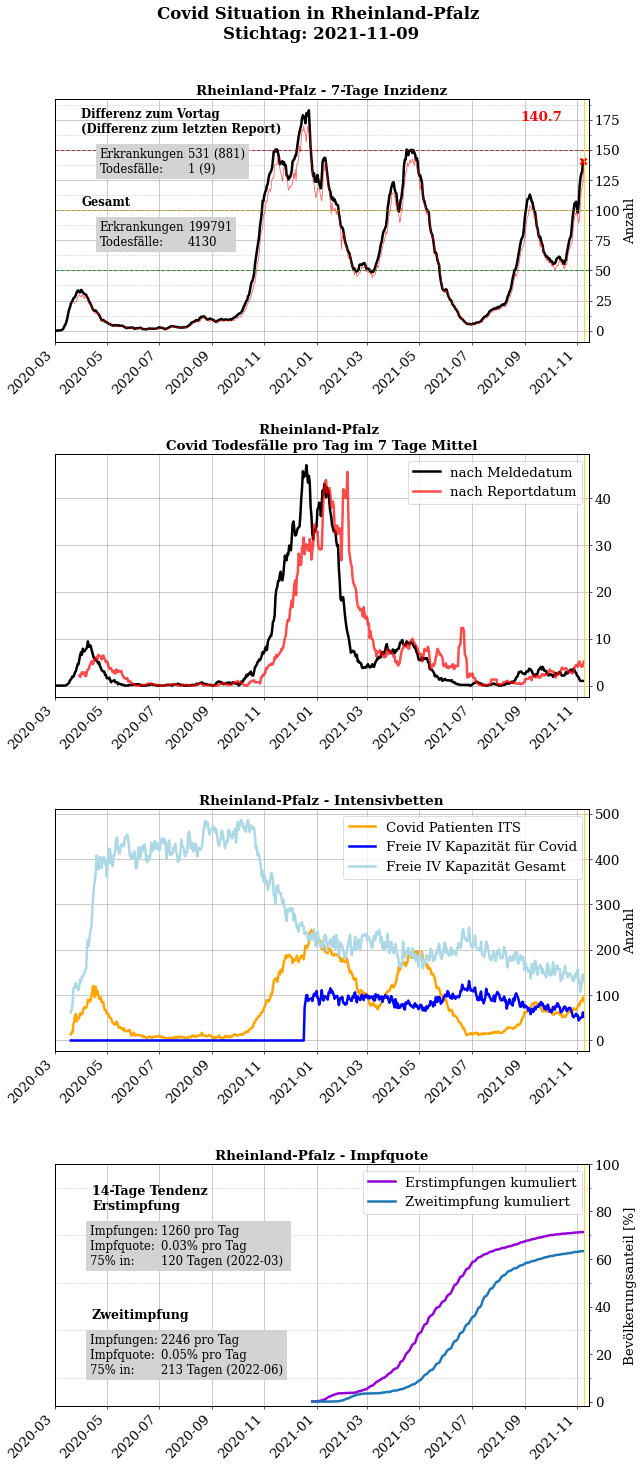 Covid Situation in Rheinland-Pfalz
Stichtag: 2021-11-09
Rheinland-Pfalz - 7-Tage Inzidenz
Differenz zum Vortag
(Differenz zum letzten Report)
Erkrankungen 531 (881)
Todesfälle: 1 (9)
Gesamt
Erkrankungen 199791
Todesfälle: 4130
140.7
175
150
125
100
75
50
25
0
Anzahl
2020-03 2020-05 2020-07 2020-09 2020-11 2021-01 2021-03 2021-05 2021-07 2021-09 2021-11
Rheinland-Pfalz
Covid Todesfälle pro Tag im 7 Tage Mittel
nach Meldedatum
nach Reportdatum
40
30
20
10
0
2020-03 2020-05 2020-07 2020-09 2020-11 2021-01 2021-03 2021-05 2021-07 2021-09 2021-11
Rheinland-Pfalz - Intensivbetten
Covid Patienten ITS
Freie IV Kapazität für Covid
Freie IV Kapazität Gesamt
500
400
300
200
100
0
Anzahl
2020-03 2020-05 2020-07 2020-09 2020-11 2021-01 2021-03 2021-05 2021-07 2021-09 2021-11
Rheinland-Pfalz - Impfquote
14-Tage Tendenz
Erstimpfung
Impfungen: 1260 pro Tag
Impfquote: 0.03% pro Tag
75% in: 120 Tagen (2022-03)
Zweitimpfung
Impfungen: 2246 pro Tag
Impfquote: 0.05% pro Tag
75% in: 213 Tagen (2022-06)
Erstimpfungen kumuliert
Zweitimpfung kumuliert
100
80
60
40
20
0
Bevölkerungsanteil [%]
2020-03 2020-05 2020-07 2020-09 2020-11 2021-01 2021-03 2021-05 2021-07 2021-09 2021-11